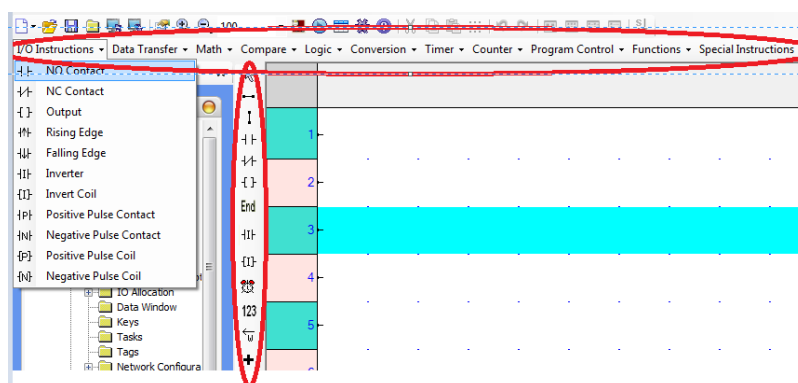 100
I/O Instructions Data Transfer Math Compare Logic Conversion Timer Counter Program Control Functions Special Instructions
NO Contact
NC Contact
Output
Rising Edge
Falling Edge
Inverter
Invert Coil
Positive Pulse Contact
Negative Pulse Contact
Positive Pulse Coil
Negative Pulse Coil
IO Allocation
Data Window
Keys
Tasks
Tags
Network Configura
End
123
1
2
3
4
5